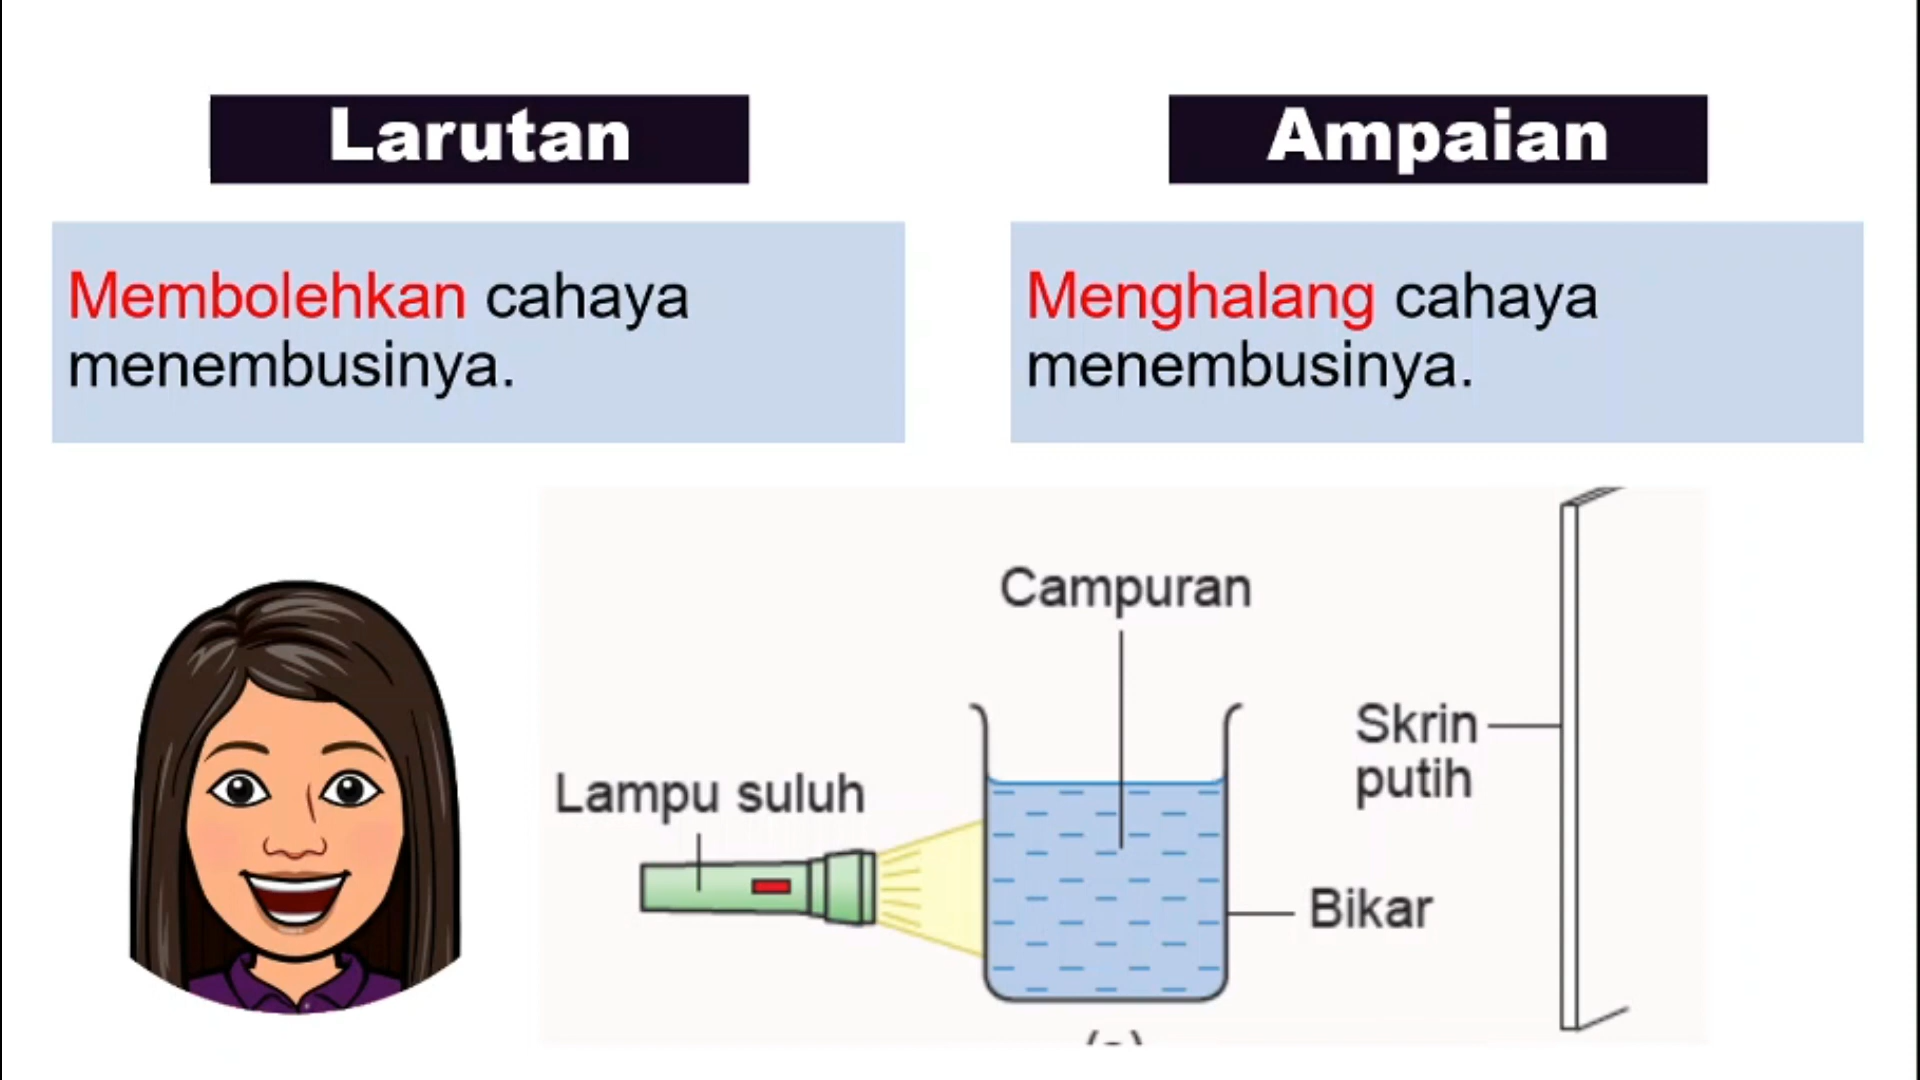 Larutan
Membolehkan cahaya
menembusinya.
Ampaian
Menghalang cahaya
menembusinya.
Campuran
Skrin
putih
Lampu suluh
Bikar